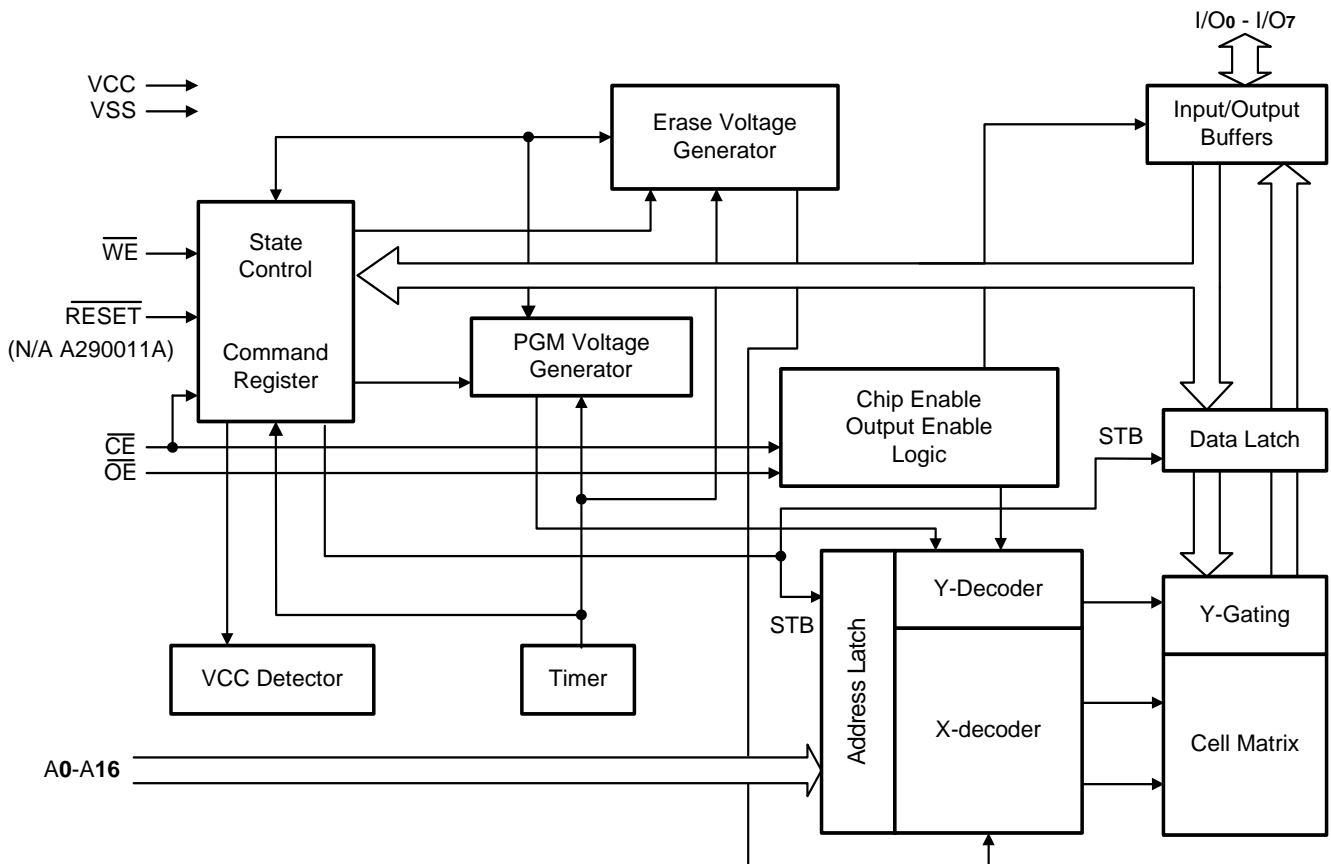 I/O0 - I/O7
VCC
VSS
Erase Voltage
Generator
Input/Output
Buffers
State
Control
WE
RESET
(N/A A290011A)
Command
Register
PGM Voltage
Generator
Chip Enable
Output Enable
Logic
CE
OE
STB
Data Latch
Y-Decoder
STB
Y-Gating
VCC Detector
Timer
Address Latch
X-decoder
Cell Matrix
A0-A16